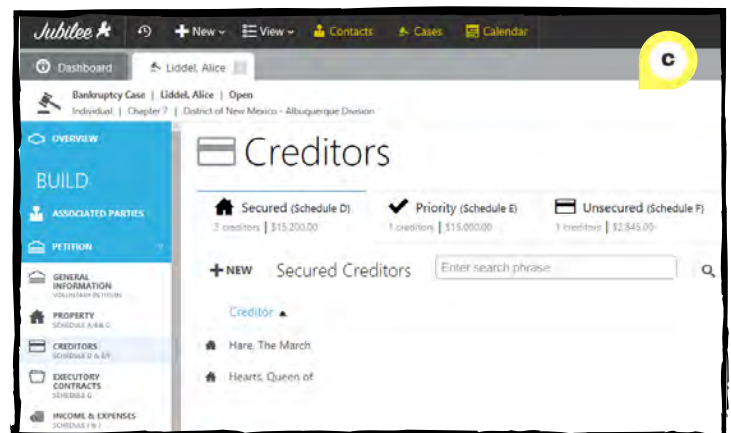 Jubilee New View Contacts Cases Calendar
Dashboard Liddel, Alice
C
Bankruptcy Case | Liddel, Alice | Open
Individual | Chapter 7 | District of New Mexico - Albuquerque Division
OVERVIEW
BUILD
ASSOCIATED PARTIES
PETITION
GENERAL
INFORMATION
VOLUNTARY PETITION
PROPERTY
SCHEDULE A/B & C
CREDITORS
SCHEDULE D & E/F
EXECUTORY
CONTRACTS
SCHEDULE G
INCOME & EXPENSES
SCHEDULE I & J
Creditors
Secured (Schedule D) Priority (Schedule E) Unsecured (Schedule F)
2 creditors | $15,200.00 1 creditors | $15,000.00 1 creditors | $2,845.00
+NEW Secured Creditors Enter search phrase
Creditor ▲
Hare, The March
Hearts, Queen of